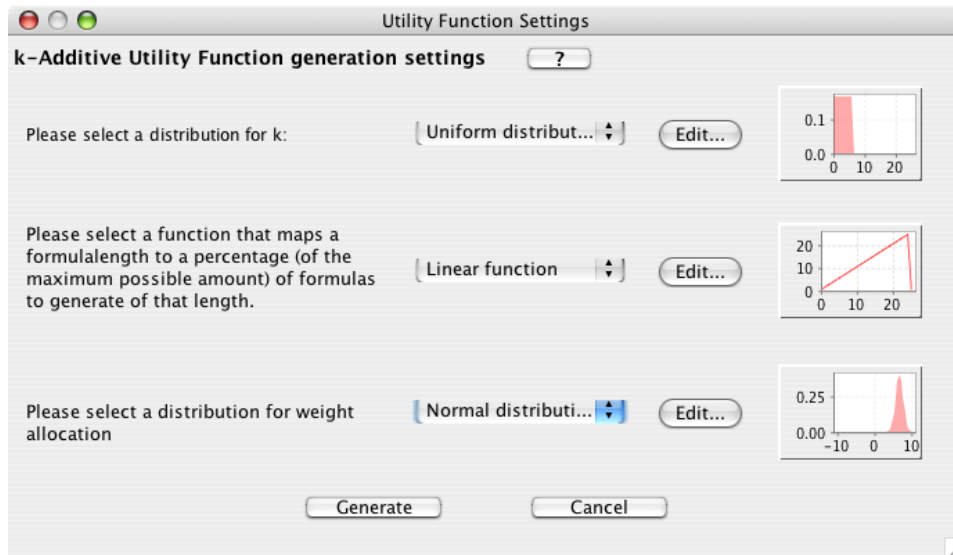 Utility Function Settings
k-Additive Utility Function generation settings ?
Please select a distribution for k:
Uniform distribut...
Edit...
0.1
0.0
0 10 20
Please select a function that maps a
formulalength to a percentage (of the
maximum possible amount) of formulas
to generate of that length.
Linear function
Edit...
20
10
0
0 10 20
Please select a distribution for weight
allocation
Normal distributi...
Edit...
0.25
0.00
-10 0 10
Generate Cancel